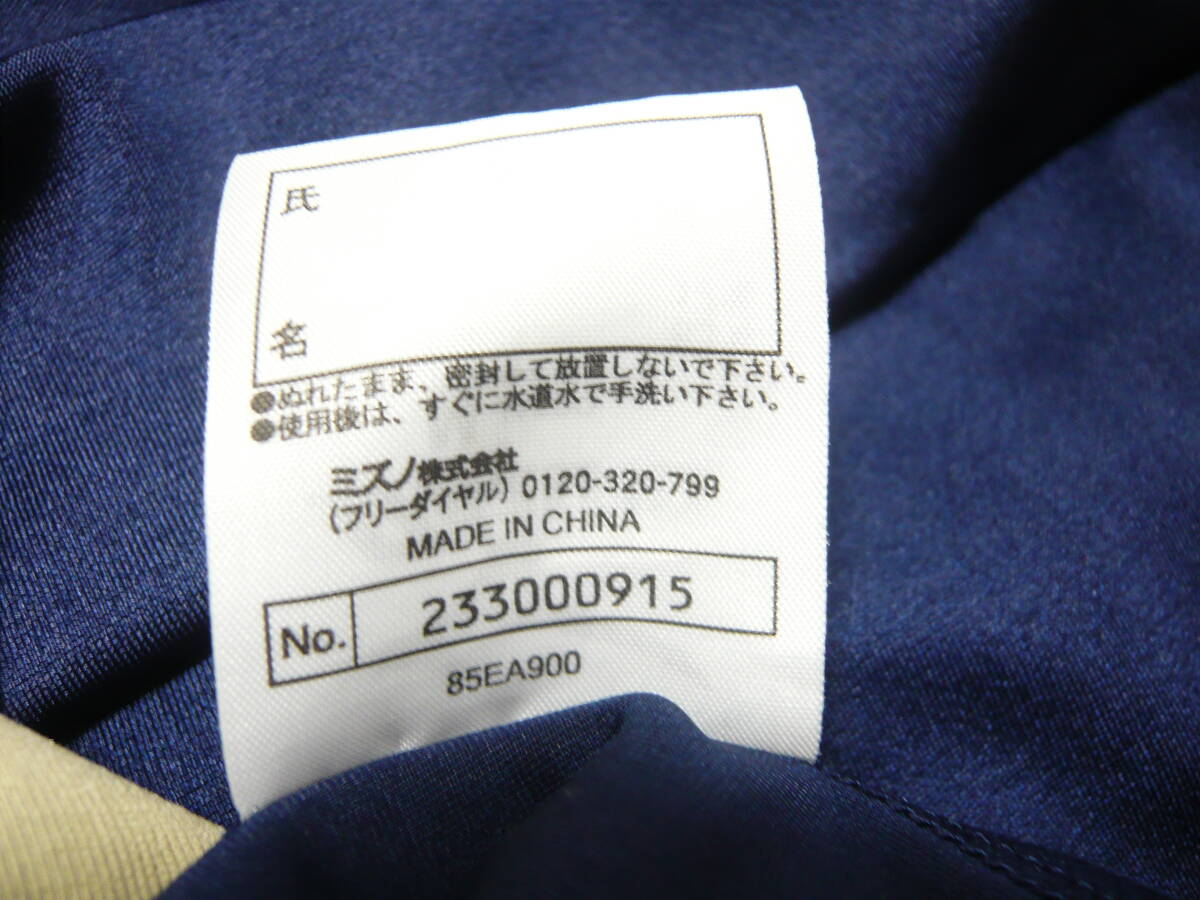 氏
名
●ぬれたまま、密封して放置しないで下さい。
●使用後は、すぐに水道水で手洗い下さい。
ミズノ株式会社
(フリーダイヤル) 0120-320-799
MADE IN CHINA
No. 233000915
85EA900